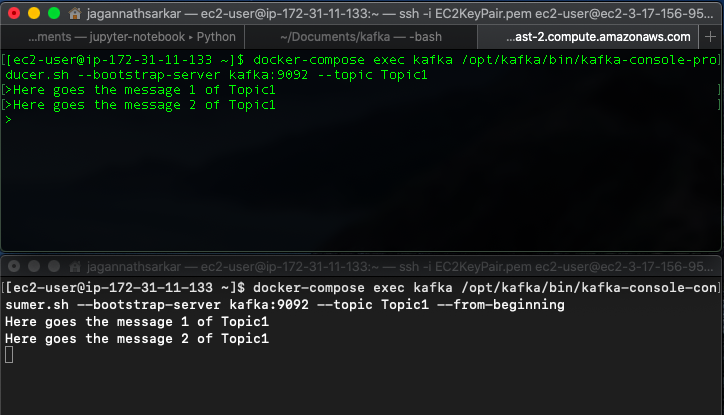 jagannathsarkar — ec2-user@ip-172-31-11-133:~ — ssh -i EC2KeyPair.pem ec2-user@ec2-3-17-156-95...
...ments — jupyter-notebook ▸ Python ~/Documents/kafka — -bash ...ast-2.compute.amazonaws.com +
[[ec2-user@ip-172-31-11-133 ~]$ docker-compose exec kafka /opt/kafka/bin/kafka-console-pro]
ducer.sh --bootstrap-server kafka:9092 --topic Topic1
[>Here goes the message 1 of Topic1 ]
[>Here goes the message 2 of Topic1 ]
>
jagannathsarkar — ec2-user@ip-172-31-11-133:~ — ssh -i EC2KeyPair.pem ec2-user@ec2-3-17-156-95...
[[ec2-user@ip-172-31-11-133 ~]$ docker-compose exec kafka /opt/kafka/bin/kafka-console-con]
sumer.sh --bootstrap-server kafka:9092 --topic Topic1 --from-beginning
Here goes the message 1 of Topic1
Here goes the message 2 of Topic1